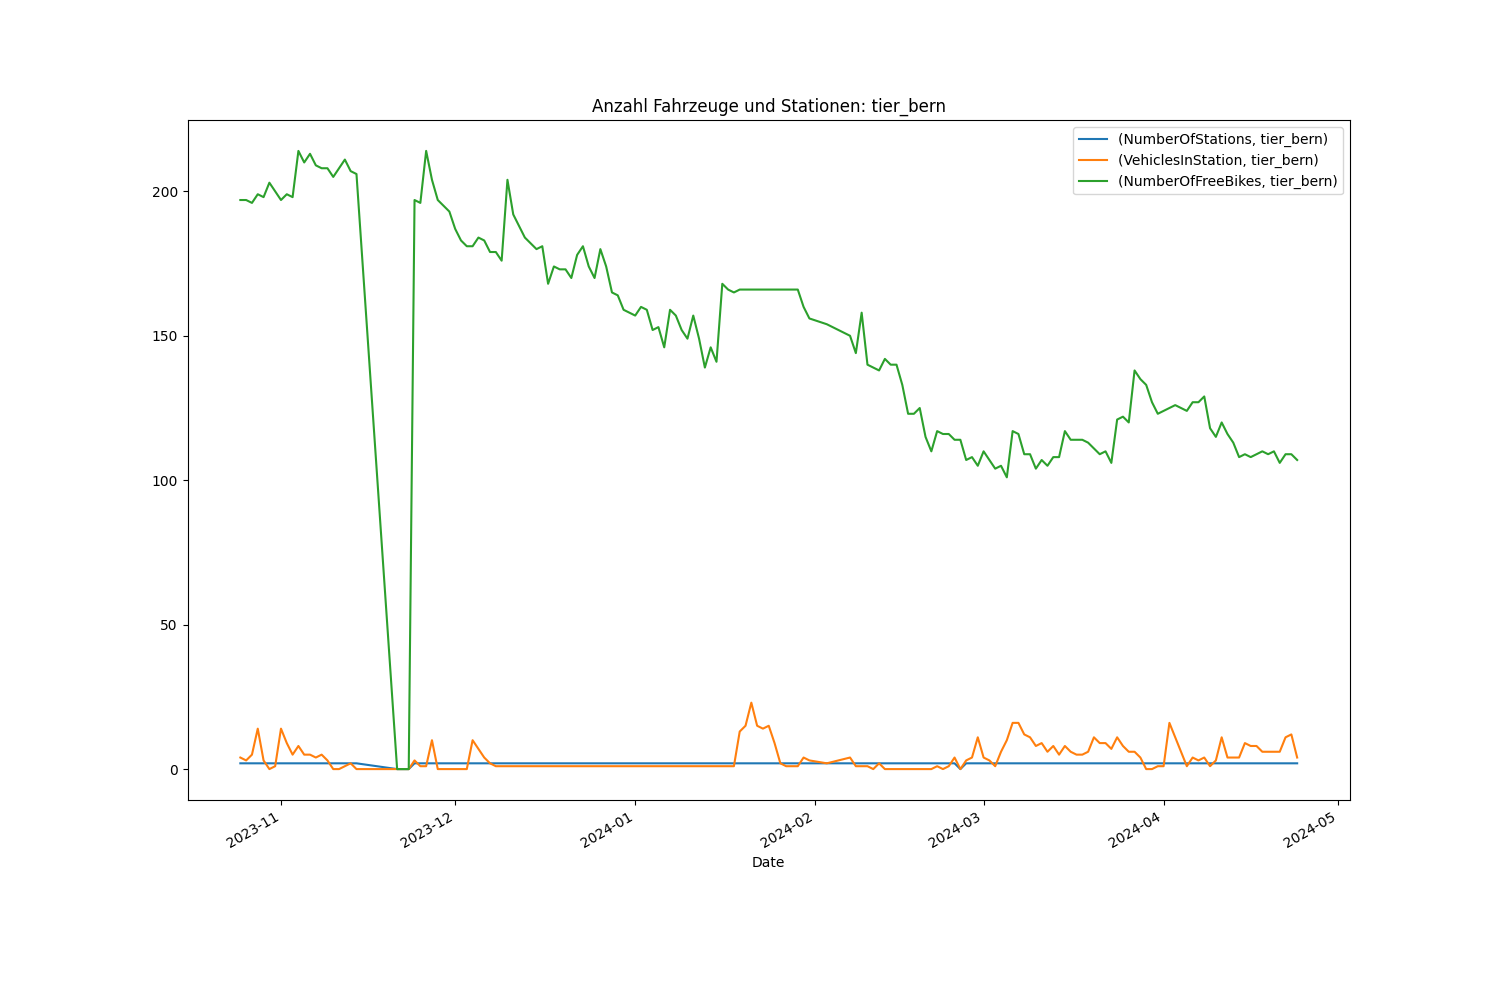 Anzahl Fahrzeuge und Stationen: tier_bern
(NumberOfStations, tier_bern)
(VehiclesInStation, tier_bern)
(NumberOfFreeBikes, tier_bern)
200
150
100
50
0
2023-11
2023-12
2024-01
2024-02
2024-03
2024-04
2024-05
Date